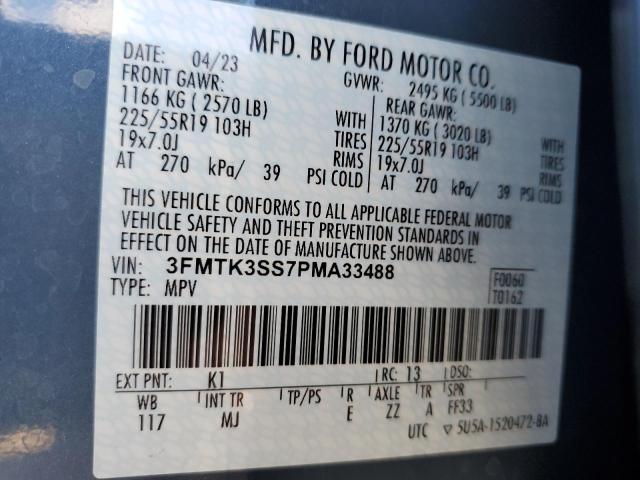 MFD. BY FORD MOTOR CO.
DATE: 04/23
GVWR: 2495 KG ( 5500 LB)
FRONT GAWR:
1166 KG ( 2570 LB)
225/55R19 103H
19x7.0J
AT 270 kPa/ 39
WITH
TIRES
RIMS
PSI COLD
REAR GAWR:
1370 KG ( 3020 LB)
225/55R19 103H
19x7.0J
AT 270 kPa/ 39
WITH
TIRES
RIMS
PSI COLD
THIS VEHICLE CONFORMS TO ALL APPLICABLE FEDERAL MOTOR
VEHICLE SAFETY AND THEFT PREVENTION STANDARDS IN
EFFECT ON THE DATE OF MANUFACTURE SHOWN ABOVE.
VIN: 3FMTK3SS7PMA33488
TYPE: MPV
F0060
T0162
EXT PNT: K1 RC: 13 DSO:
WB INT TR TP/PS R AXLE TR SPR
117 MJ E ZZ A FF33
UTC ▽ 5U5A-1520472-BA